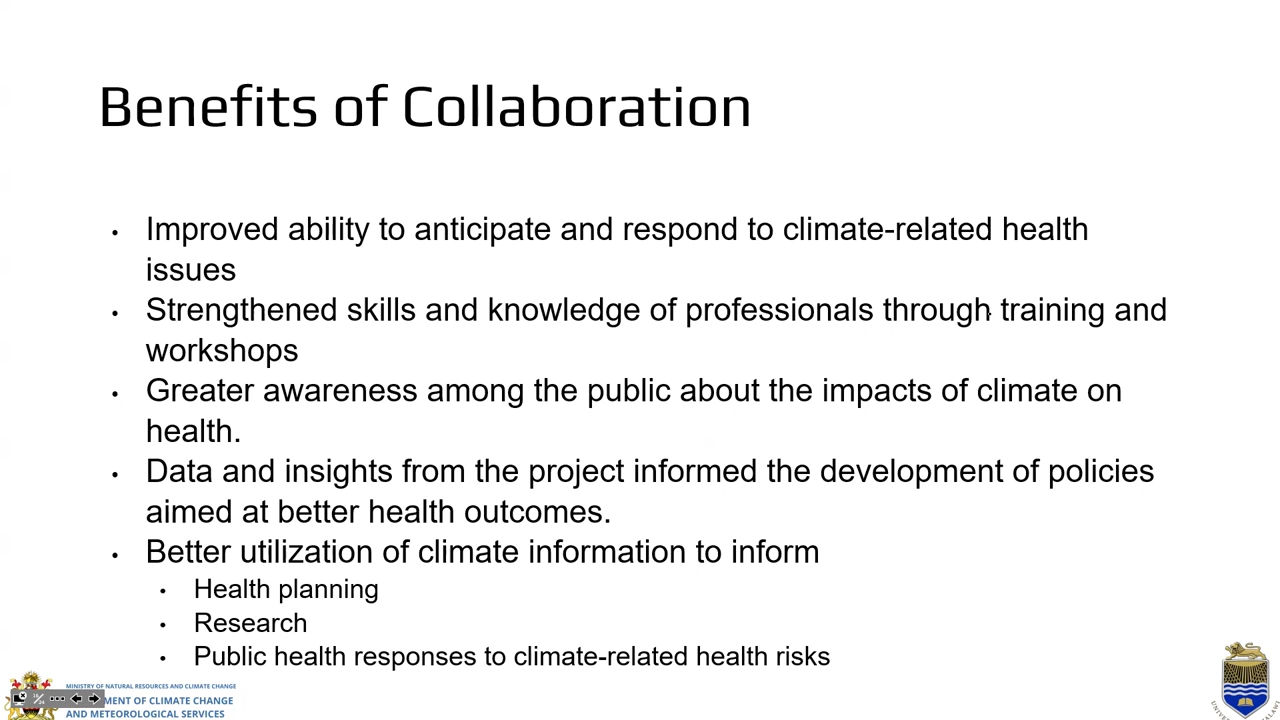 Benefits of Collaboration
• Improved ability to anticipate and respond to climate-related health
issues
• Strengthened skills and knowledge of professionals through training and
workshops
• Greater awareness among the public about the impacts of climate on
health.
• Data and insights from the project informed the development of policies
aimed at better health outcomes.
• Better utilization of climate information to inform
• Health planning
• Research
• Public health responses to climate-related health risks
MINISTRY OF NATURAL RESOURCES AND CLIMATE CHANGE
MENT OF CLIMATE CHANGE
AND METEOROLOGICAL SERVICES